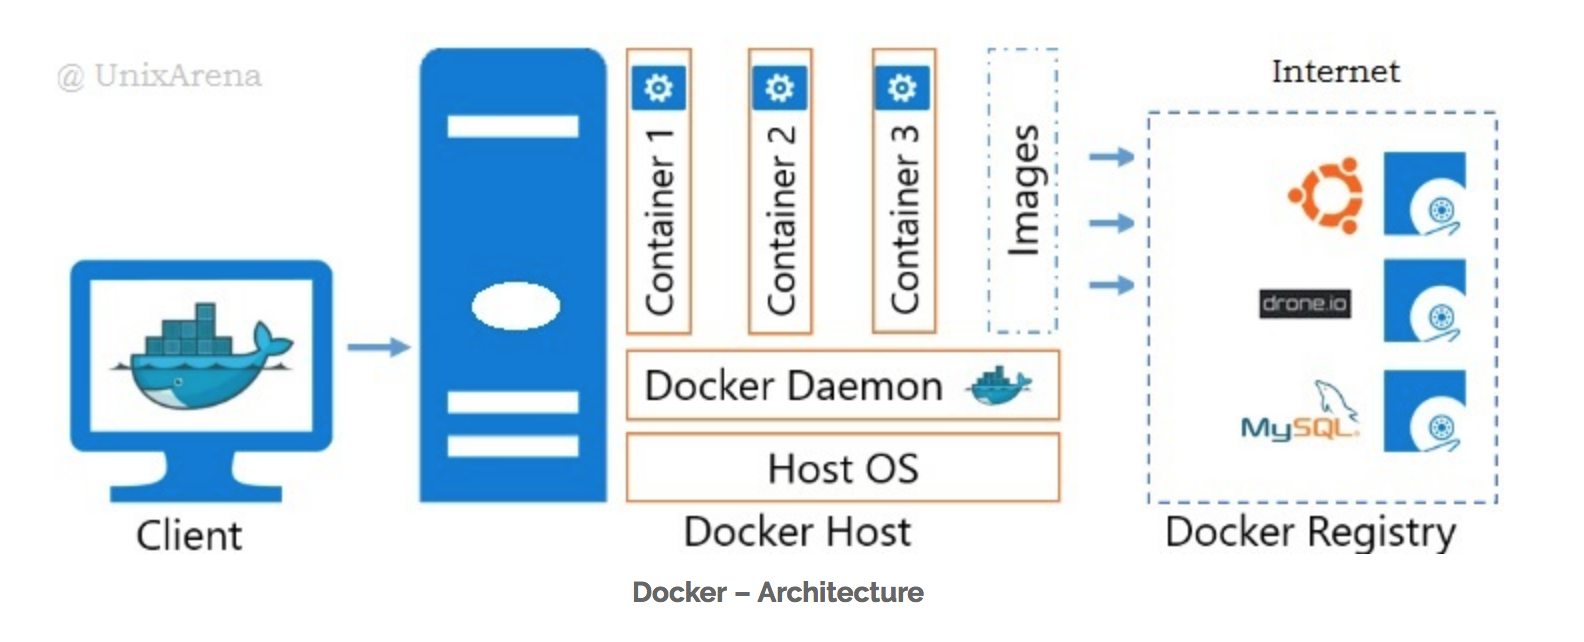 @ UnixArena
Internet
Container 1
Container 2
Container 3
Images
drone.io
MySQL®
Docker Daemon
Host OS
Client
Docker Host
Docker Registry
Docker – Architecture